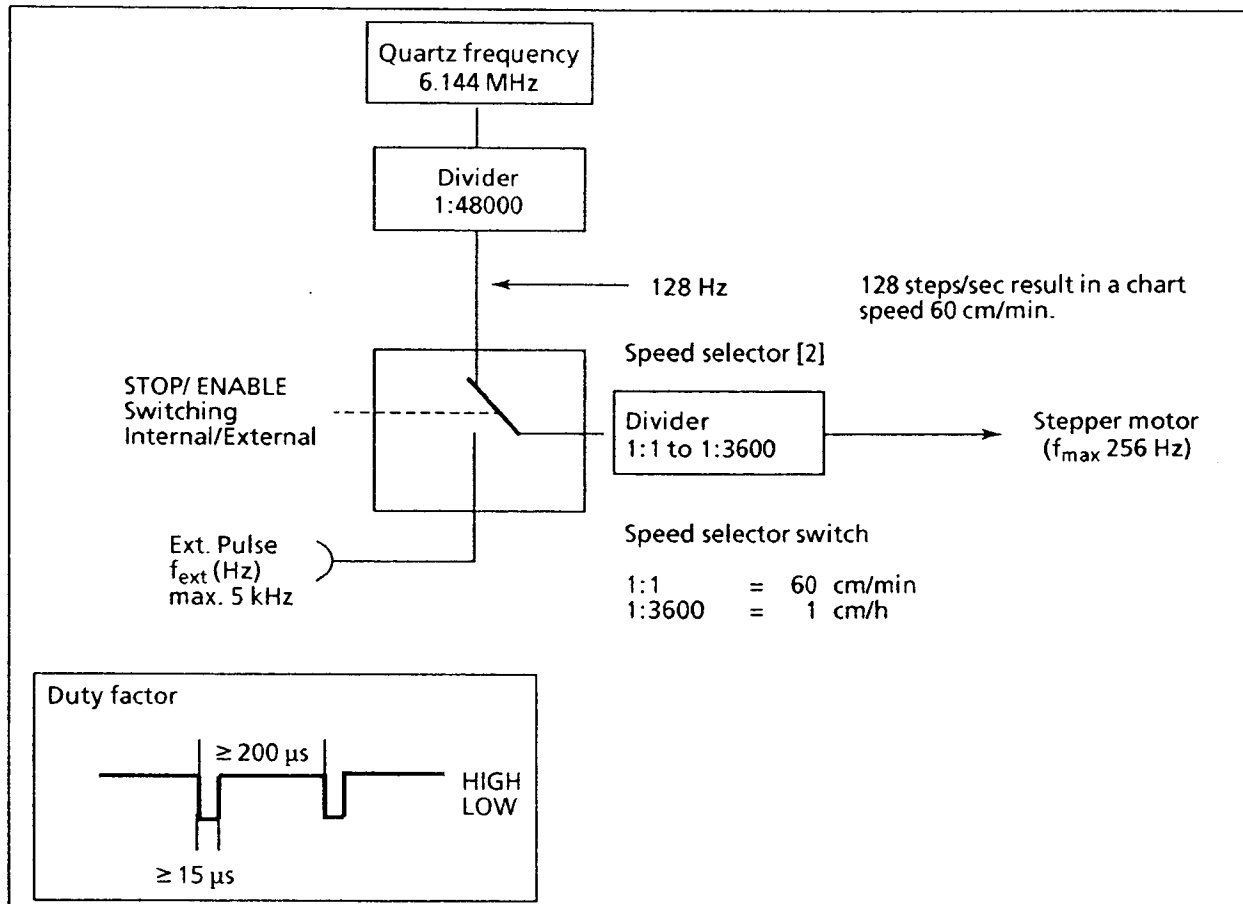 Quartz frequency
6.144 MHz
Divider
1:48000
128 Hz
128 steps/sec result in a chart
speed 60 cm/min.
STOP/ ENABLE
Switching
Internal/External
Speed selector [2]
Divider
1:1 to 1:3600
Stepper motor
(fmax 256 Hz)
Ext. Pulse
fext (Hz)
max. 5 kHz
Speed selector switch
1:1 = 60 cm/min
1:3600 = 1 cm/h
Duty factor
≥ 200 µs
HIGH
LOW
≥ 15 µs